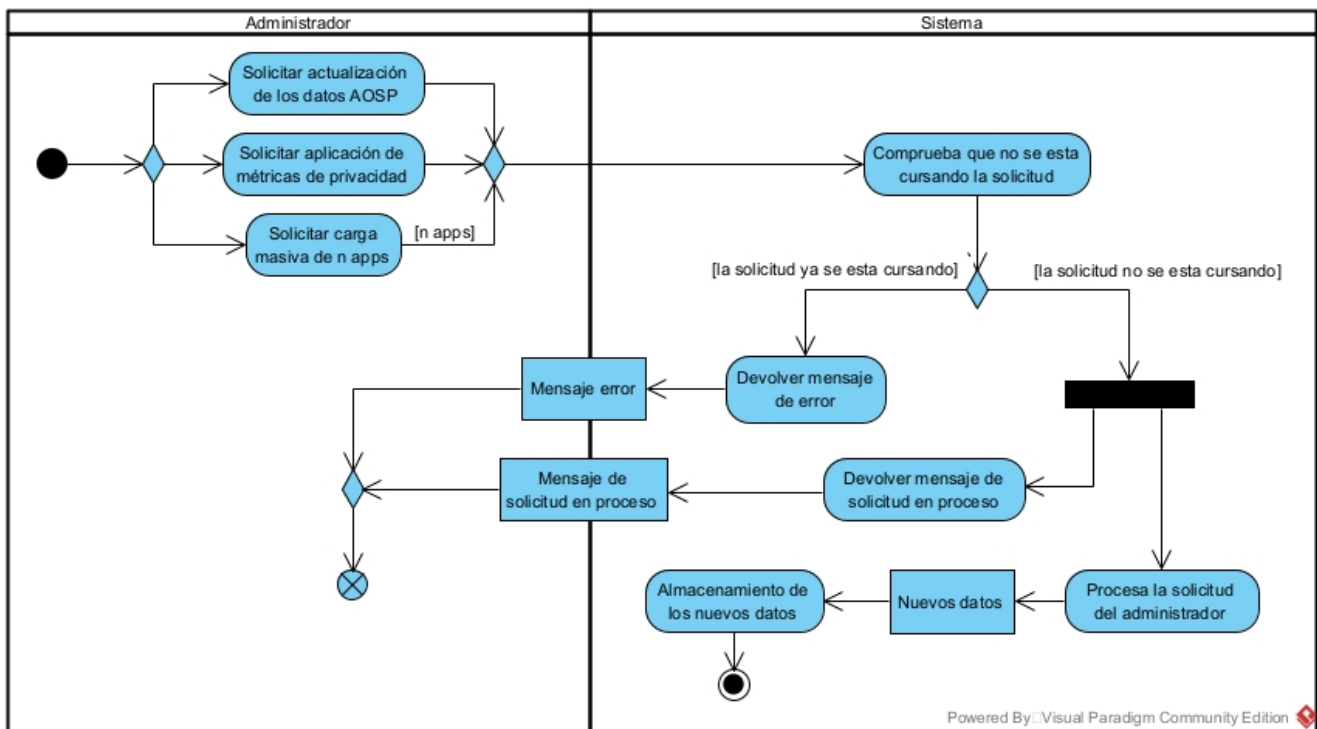 Administrador
Sistema
Solicitar actualización
de los datos AOSP
Solicitar aplicación de
métricas de privacidad
Solicitar carga
masiva de n apps
[n apps]
Comprueba que no se esta
cursando la solicitud
[la solicitud ya se esta cursando]
[la solicitud no se esta cursando]
Mensaje error
Devolver mensaje
de error
Mensaje de
solicitud en proceso
Devolver mensaje de
solicitud en proceso
Almacenamiento de
los nuevos datos
Nuevos datos
Procesa la solicitud
del administrador
Powered By Visual Paradigm Community Edition